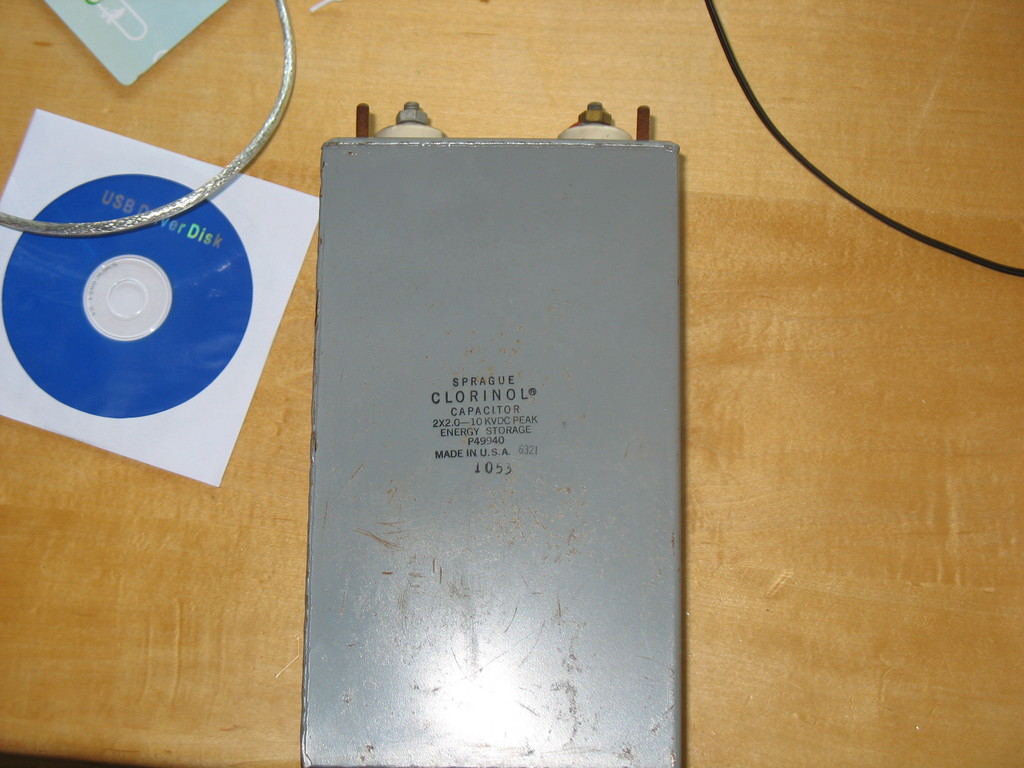 USB Driver Disk
SPRAGUE
CLORINOL®
CAPACITOR
2X2.0—10 KVDC PEAK
ENERGY STORAGE
P49940
MADE IN U.S.A. 6321
1053